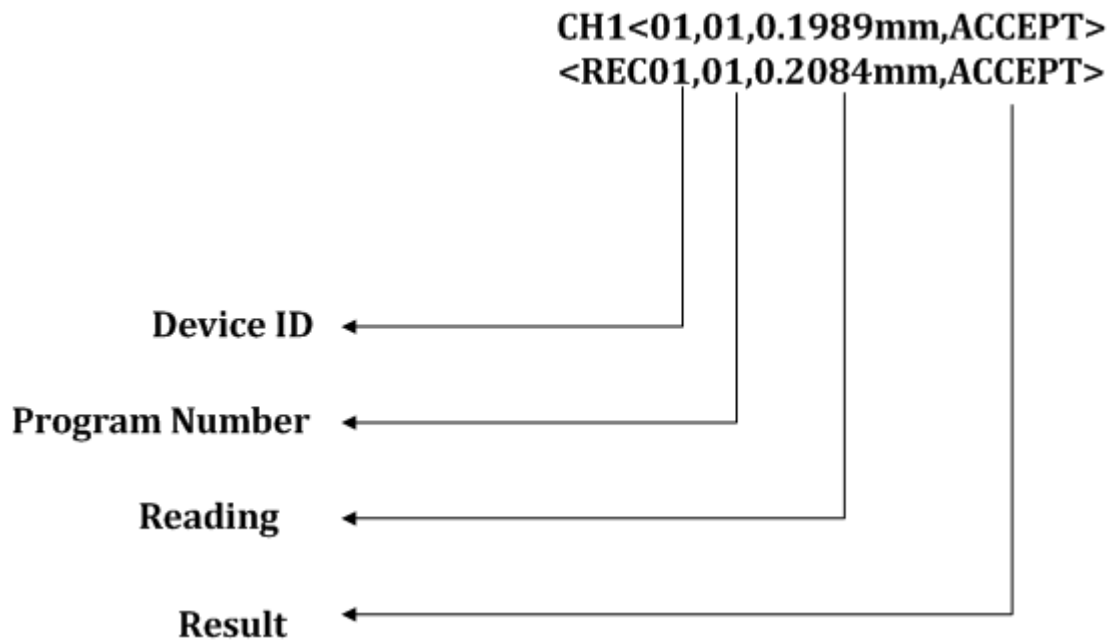 CH1<01,01,0.1989mm,ACCEPT>
<REC01,01,0.2084mm,ACCEPT>
Device ID
Program Number
Reading
Result